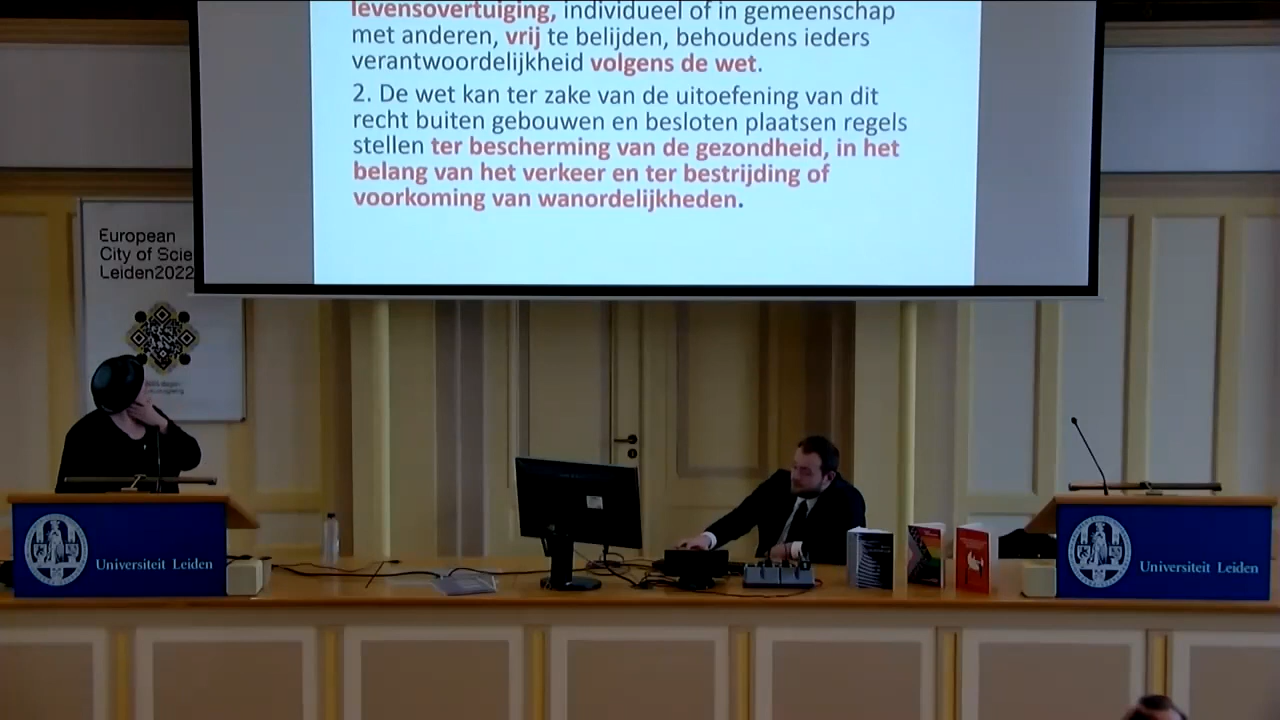 levensovertuiging, individueel of in gemeenschap
met anderen, vrij te belijden, behoudens ieders
verantwoordelijkheid volgens de wet.
2. De wet kan ter zake van de uitoefening van dit
recht buiten gebouwen en besloten plaatsen regels
stellen ter bescherming van de gezondheid, in het
belang van het verkeer en ter bestrijding of
voorkoming van wanordelijkheden.
European
City of Scie
Leiden2022
Universiteit Leiden
Universiteit Leiden